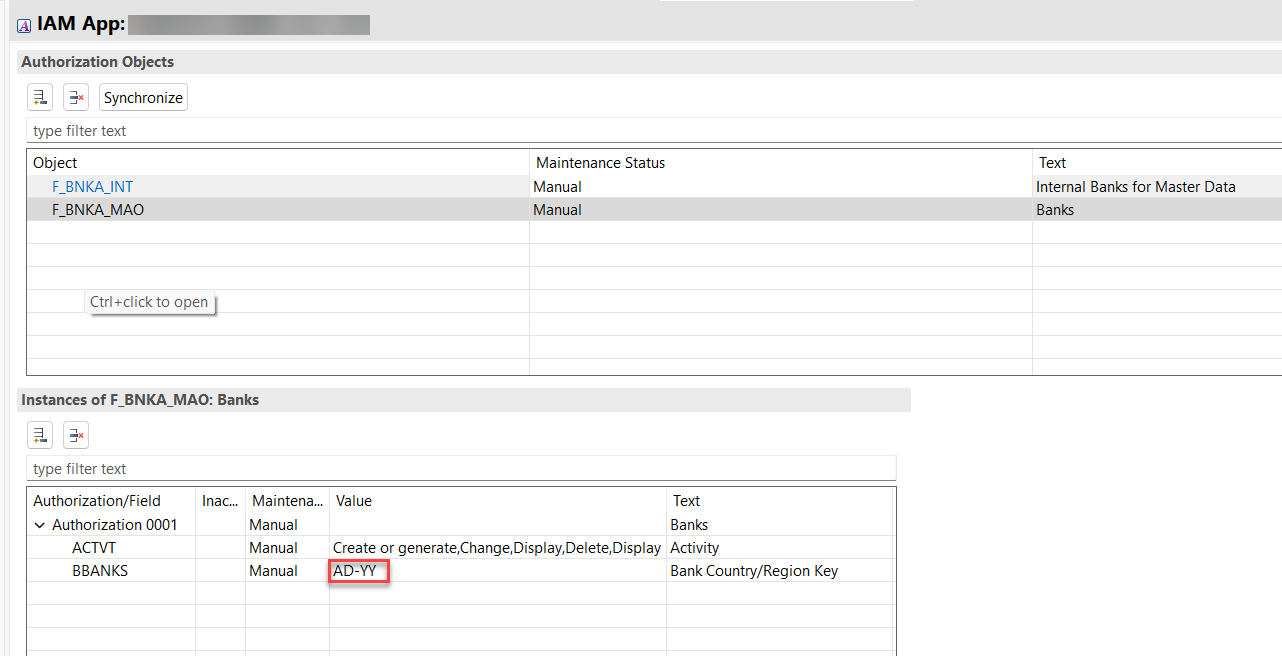 IAM App:
Authorization Objects
Synchronize
type filter text
Object Maintenance Status Text
F_BNKA_INT Manual Internal Banks for Master Data
F_BNKA_MAO Manual Banks
Ctrl+click to open
Instances of F_BNKA_MAO: Banks
type filter text
Authorization/Field Inac... Maintena... Value Text
Authorization 0001 Manual Banks
ACTVT Manual Create or generate,Change,Display,Delete,Display Activity
BBANKS Manual AD-YY Bank Country/Region Key